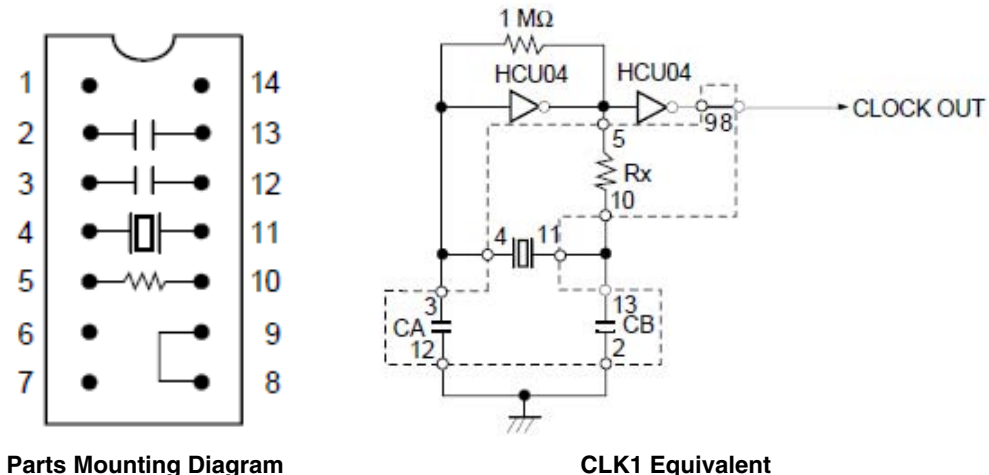 1 14
2 13
3 12
4 11
5 10
6 9
7 8
Parts Mounting Diagram
1 MΩ
HCU04 HCU04
98 CLOCK OUT
5
Rx
10
4 11
3 13
CA CB
12 2
CLK1 Equivalent